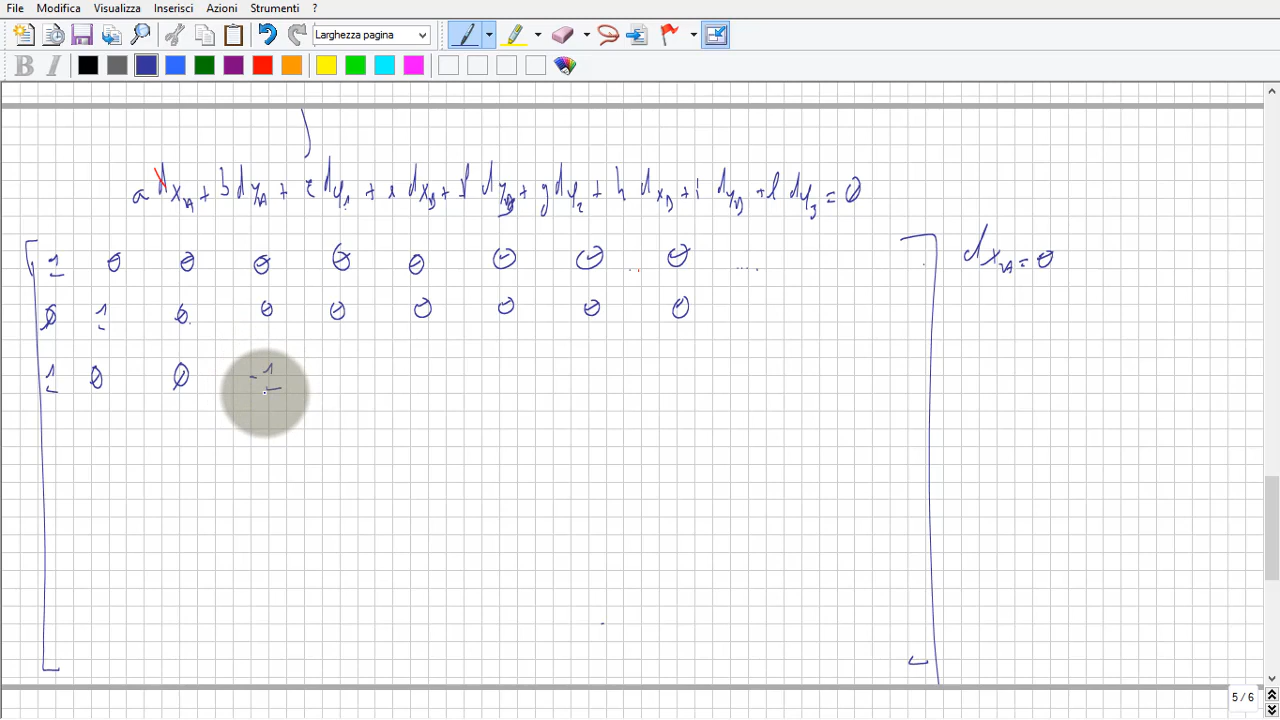 File Modifica Visualizza Inserisci Azioni Strumenti ?
Larghezza pagina
B I
a dx_A + b dy_A + c dφ_1 + e dx_B + f dy_B + g dφ_2 + h dx_D + i dy_D + l dφ_3 = 0
1 0 0 0 0 0 0 0 .. 0 .... dx_A = 0
0 1 0. 0 0 0 0 0 0
1 0 0 -1
5 / 6